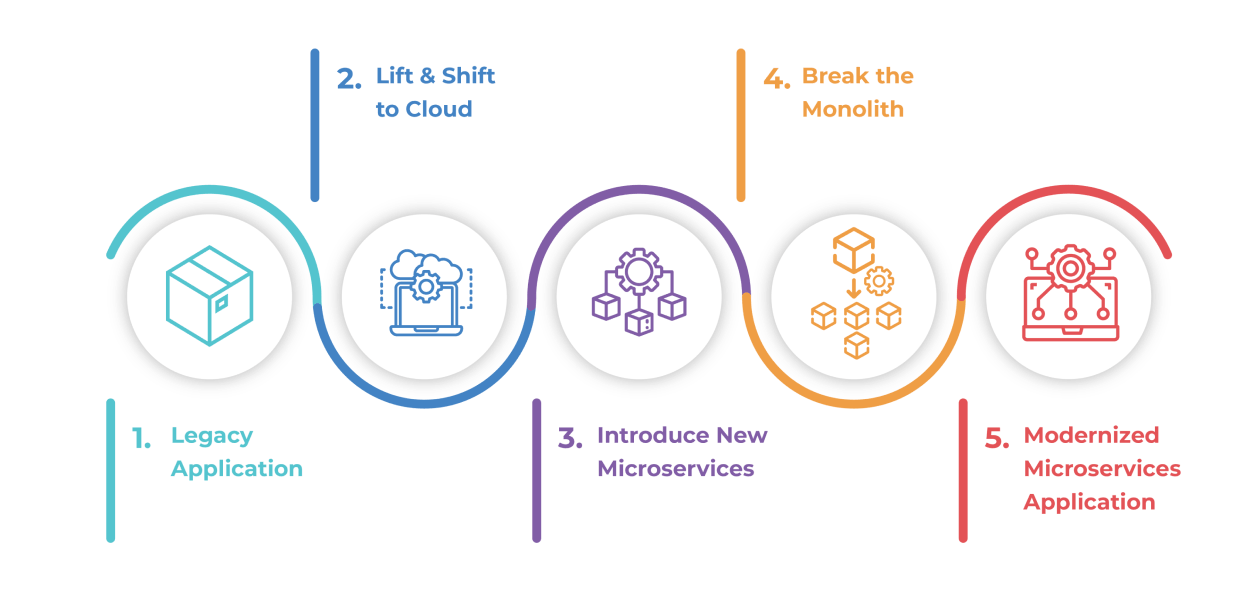 1. Legacy
Application
2. Lift & Shift
to Cloud
3. Introduce New
Microservices
4. Break the
Monolith
5. Modernized
Microservices
Application